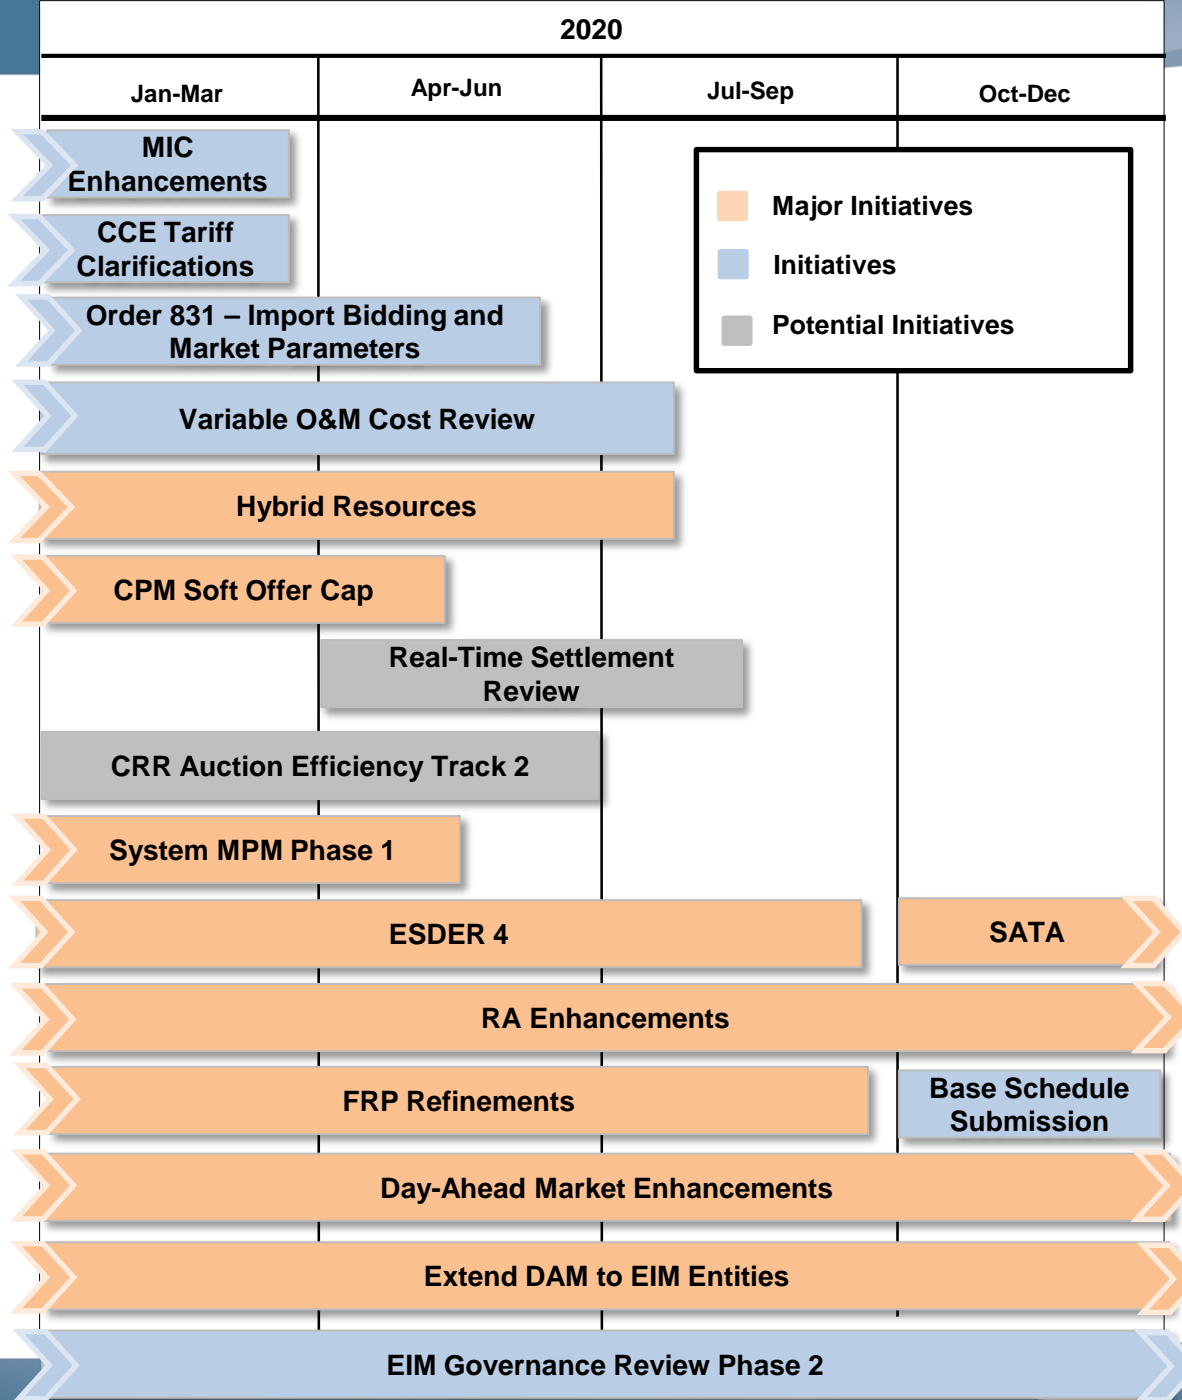 2020
Jan-Mar
Apr-Jun
Jul-Sep
Oct-Dec
MIC
Enhancements
Major Initiatives
Initiatives
Potential Initiatives
CCE Tariff
Clarifications
Order 831 – Import Bidding and
Market Parameters
Variable O&M Cost Review
Hybrid Resources
CPM Soft Offer Cap
Real-Time Settlement
Review
CRR Auction Efficiency Track 2
System MPM Phase 1
ESDER 4
SATA
RA Enhancements
FRP Refinements
Base Schedule
Submission
Day-Ahead Market Enhancements
Extend DAM to EIM Entities
EIM Governance Review Phase 2